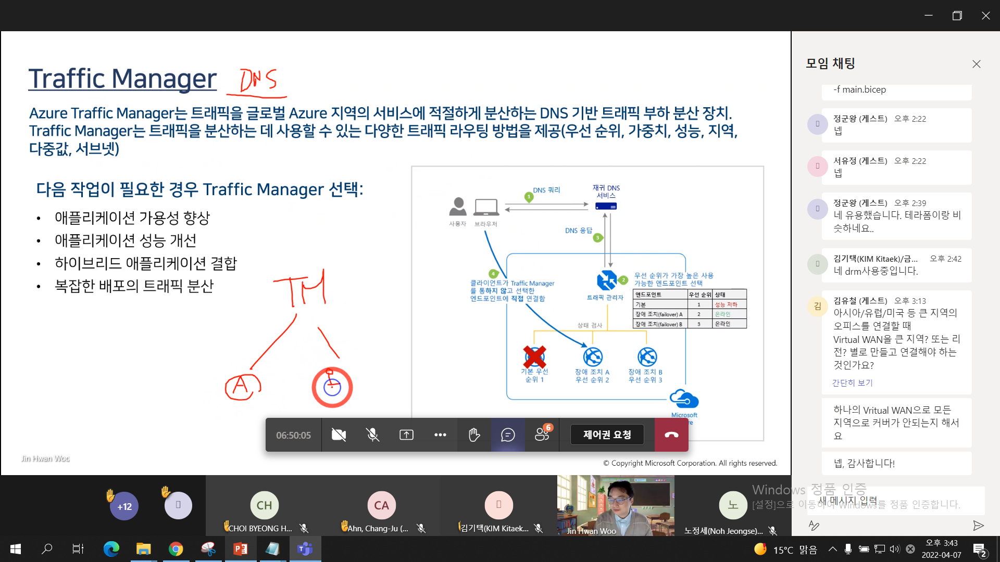 Traffic Manager DNS
Azure Traffic Manager는 트래픽을 글로벌 Azure 지역의 서비스에 적절하게 분산하는 DNS 기반 트래픽 부하 분산 장치.
Traffic Manager는 트래픽을 분산하는 데 사용할 수 있는 다양한 트래픽 라우팅 방법을 제공(우선 순위, 가중치, 성능, 지역,
다중값, 서브넷)
다음 작업이 필요한 경우 Traffic Manager 선택:
• 애플리케이션 가용성 향상
• 애플리케이션 성능 개선
• 하이브리드 애플리케이션 결합
• 복잡한 배포의 트래픽 분산
TM
A
1 DNS 쿼리
재귀 DNS
서비스
사용자
브라우저
DNS 응답
3
4
클라이언트가 Traffic Manager
를 통하지 않고 선택한
엔드포인트에 직접 연결함
2
우선 순위가 가장 높은 사용
가능한 엔드포인트 선택
트래픽 관리자
엔드포인트 우선 순위 상태
기본 1 성능 저하
장애 조치(failover) A 2 온라인
장애 조치(failover) B 3 온라인
상태 검사
기본 우선
순위 1
장애 조치 A
우선 순위 2
장애 조치 B
우선 순위 3
Microsoft
re
06:50:05
6
제어권 요청
Jin Hwan Woo
© Copyright Microsoft Corporation. All rights reserved.
+12
CH
CHOI BYEONG H...
CA
Ahn, Chang-Ju (...
김기택(KIM Kitaek...
Jin Hwan Woo
노
노정세(Noh Jeongse)...
모임 채팅
-f main.bicep
정군왕 (게스트) 오후 2:22
넵
서유정 (게스트) 오후 2:22
넵
정군왕 (게스트) 오후 2:39
네 유용했습니다. 테라폼이랑 비
슷하네요..
김기택(KIM Kitaek)/금... 오후 2:42
네 drm사용중입니다.
김
김유철 (게스트) 오후 3:13
아시아/유럽/미국 등 큰 지역의
오피스를 연결할 때
Virtual WAN을 큰 지역? 또는 리
전? 별로 만들고 연결해야 하는
것인가요?
간단히 보기
하나의 Vritual WAN으로 모든
지역으로 커버가 안되는지 해서
요
넵, 감사합니다!
Windows 정품 인증
[설정]으로 이동하여 Windows를 정품 인증합니다.
새 메시지 입력
15°C 맑음
오후 3:43
2022-04-07
2